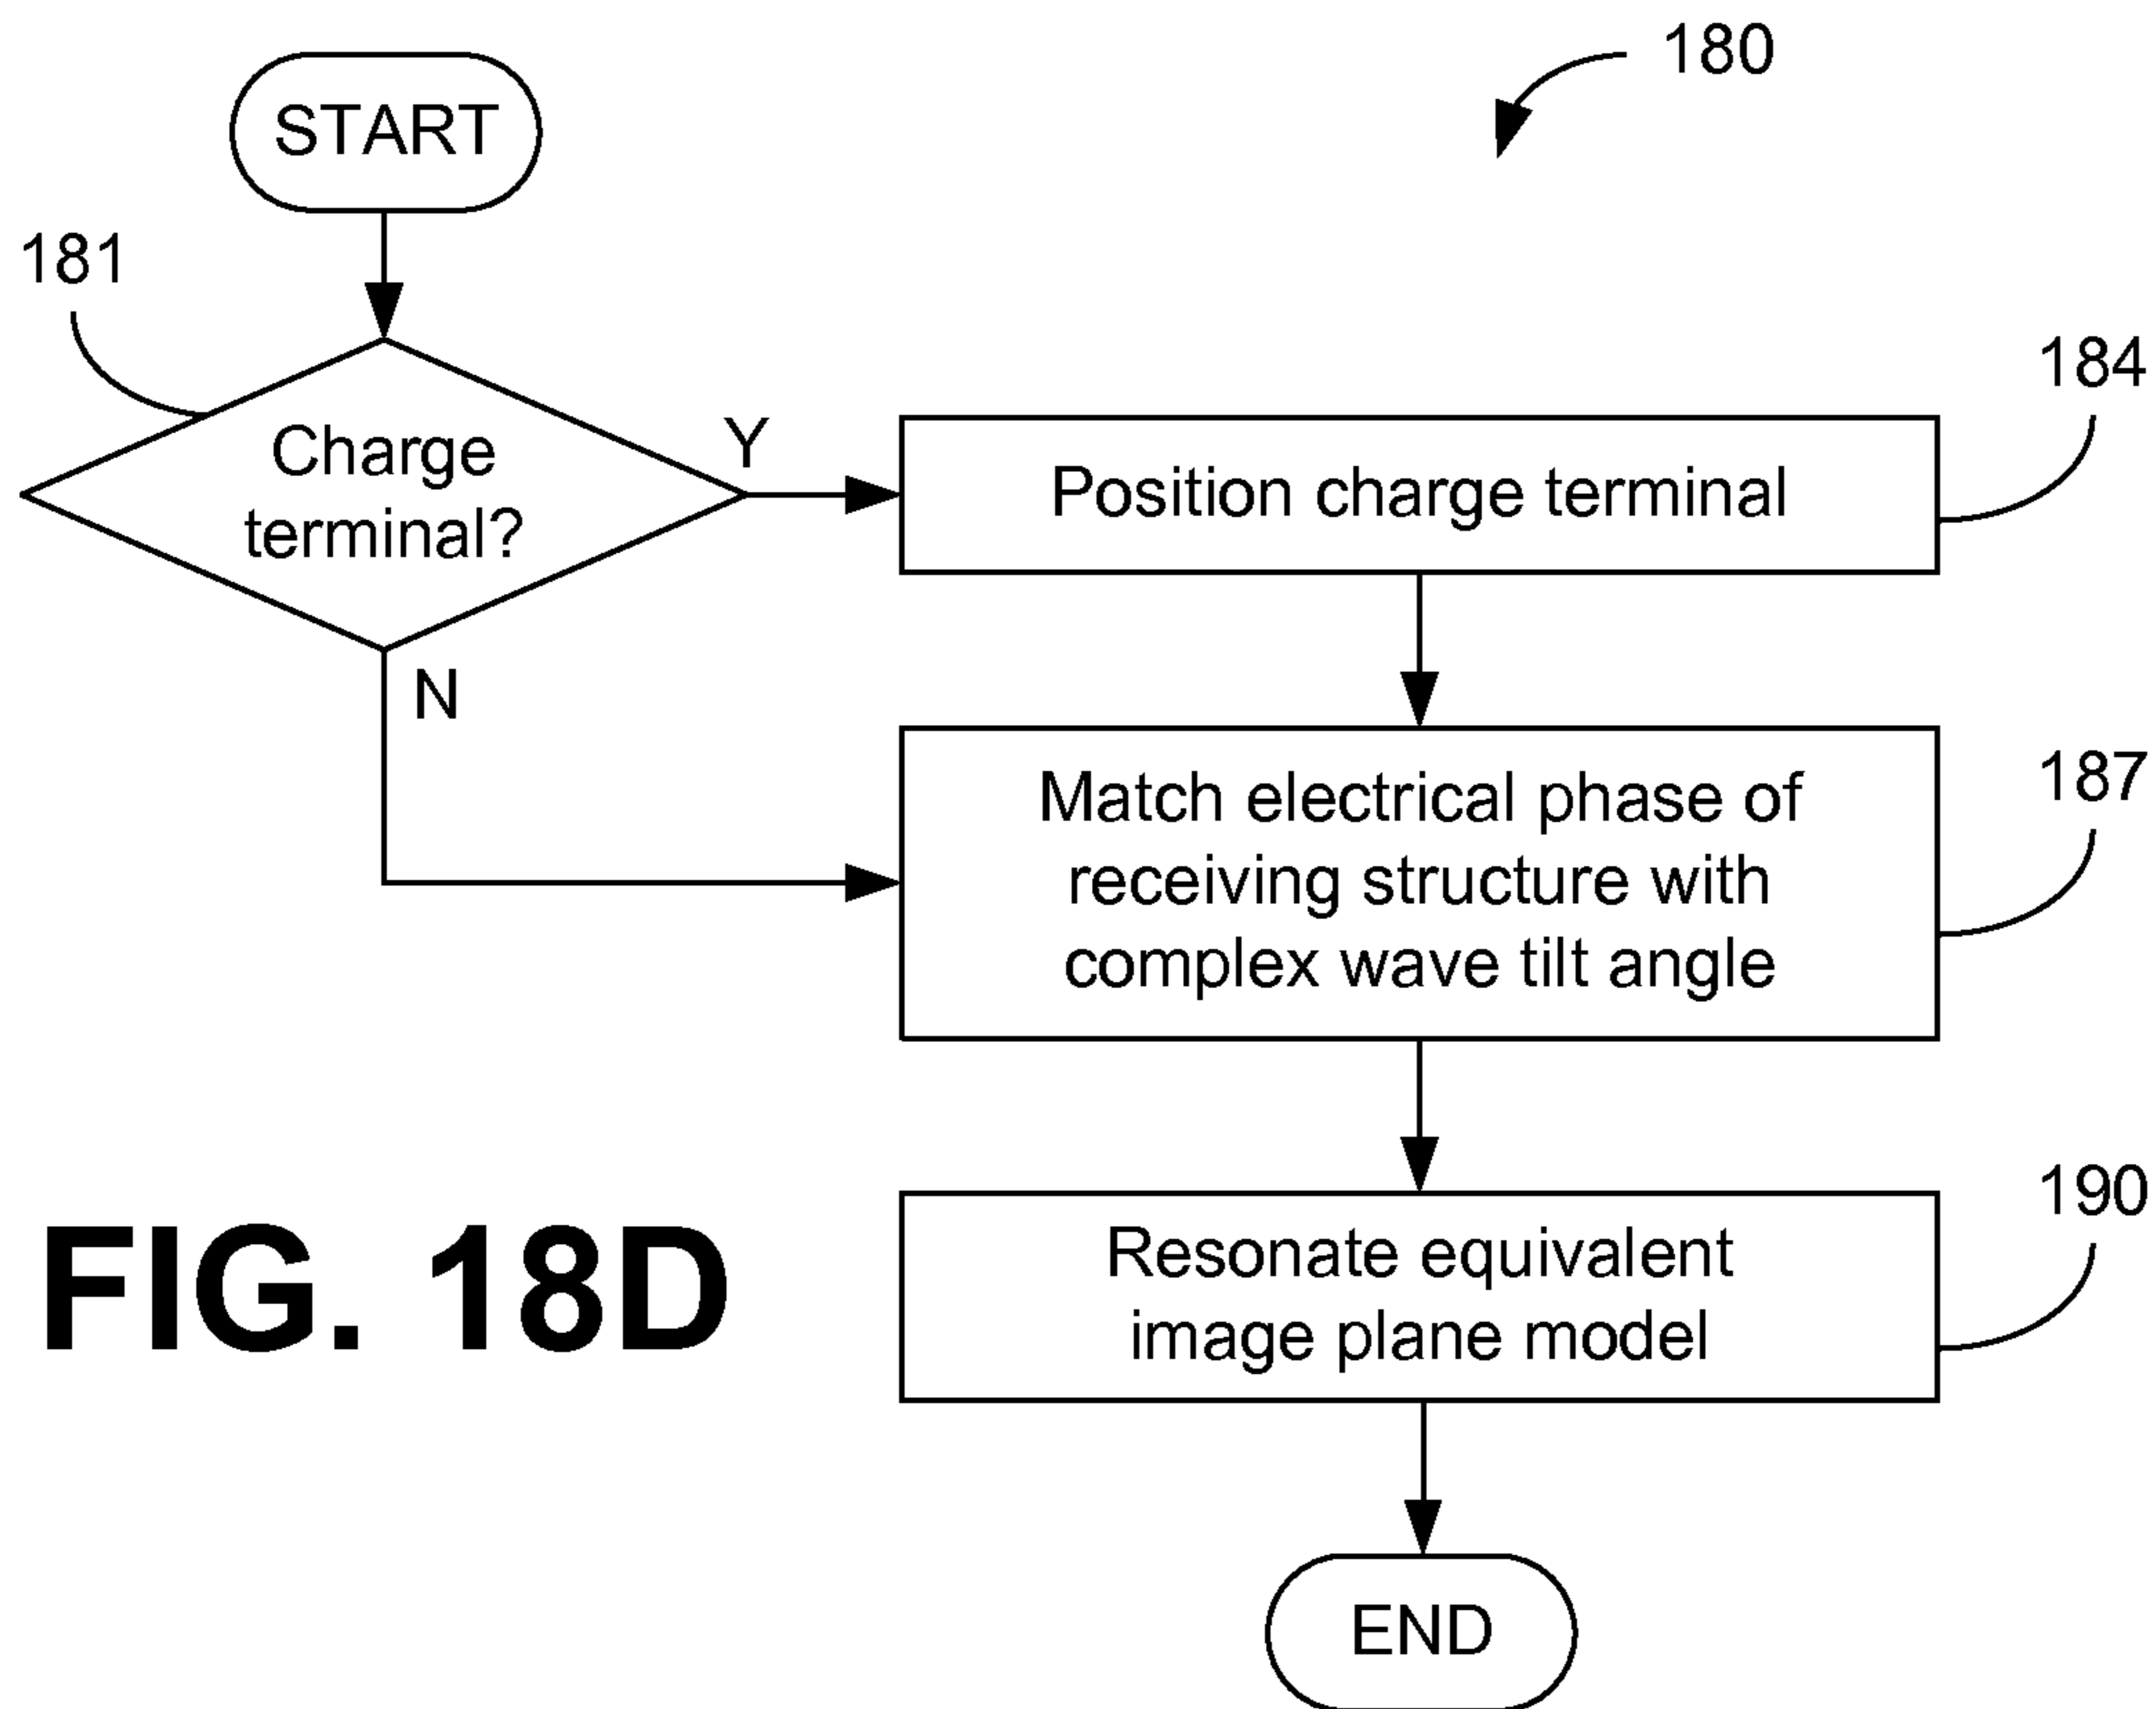 START
180
181
Charge
terminal?
Y
N
Position charge terminal
184
Match electrical phase of
receiving structure with
complex wave tilt angle
187
Resonate equivalent
image plane model
190
END
FIG. 18D